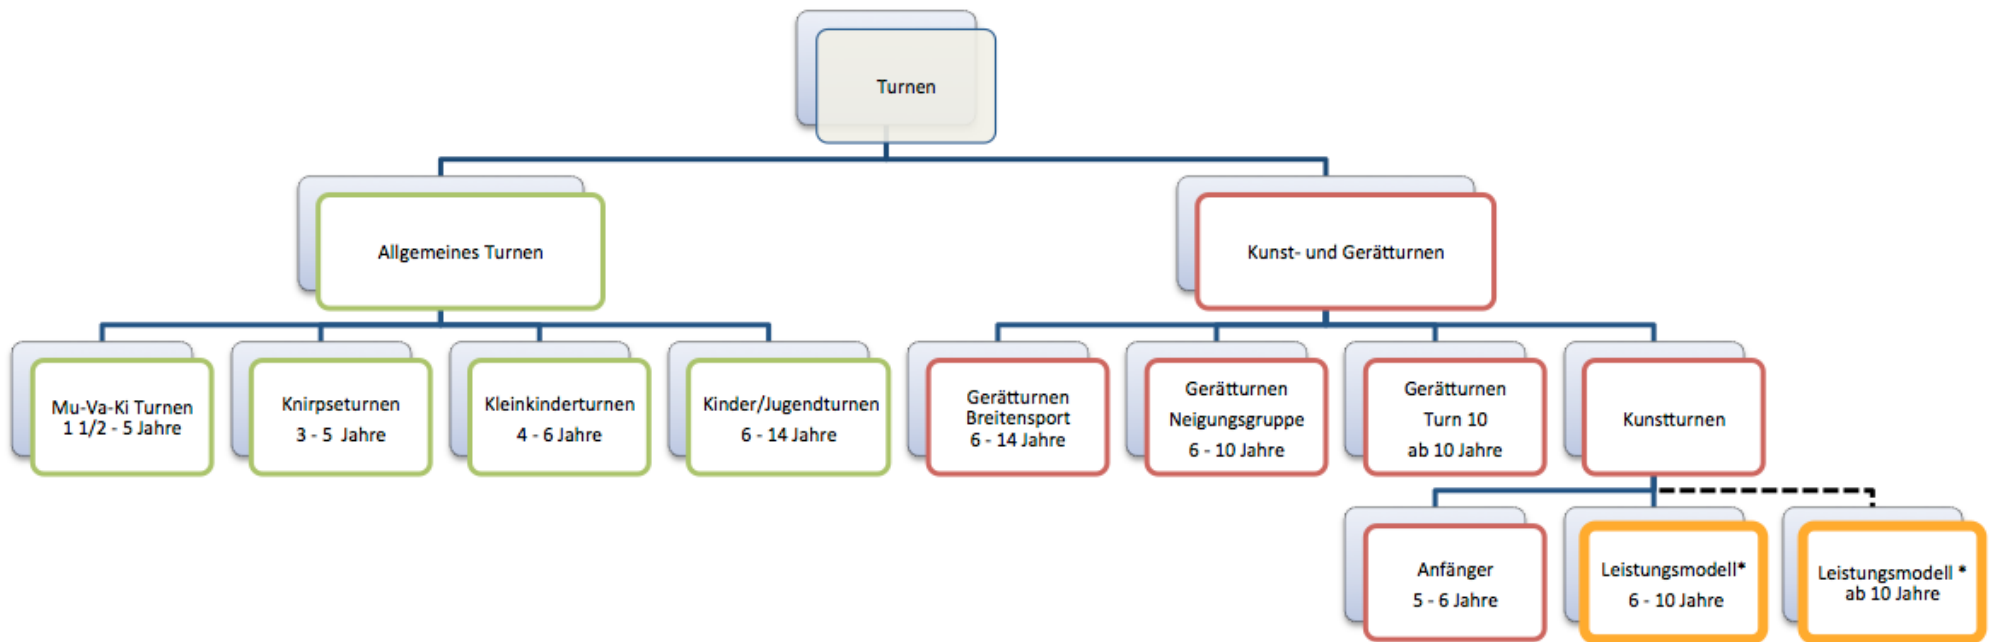 Turnen
Allgemeines Turnen
Kunst- und Gerätturnen
Mu-Va-Ki Turnen
1 1/2 - 5 Jahre
Knirpseturnen
3 - 5 Jahre
Kleinkinderturnen
4 - 6 Jahre
Kinder/Jugendturnen
6 - 14 Jahre
Gerätturnen
Breitensport
6 - 14 Jahre
Gerätturnen
Neigungsgruppe
6 - 10 Jahre
Gerätturnen
Turn 10
ab 10 Jahre
Kunstturnen
Anfänger
5 - 6 Jahre
Leistungsmodell*
6 - 10 Jahre
Leistungsmodell *
ab 10 Jahre